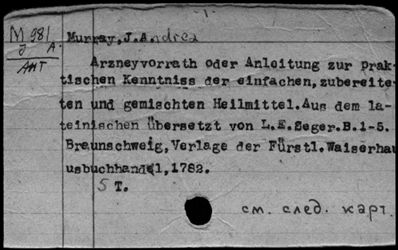 M 981
J A.
АНТ
Murray, J. Andrea
Arzneyvorrath oder Anleitung zur prak-
tischen Kenntniss der einfachen, zubereite-
ten und gemischten Heilmittel. Aus dem la-
teinischen übersetzt von L.E. Seger. B.1-5.
Braunschweig, Verlage der Fürstl. Waiserhau
usbuchhandel, 1782.
5 T.
см. след. карт.